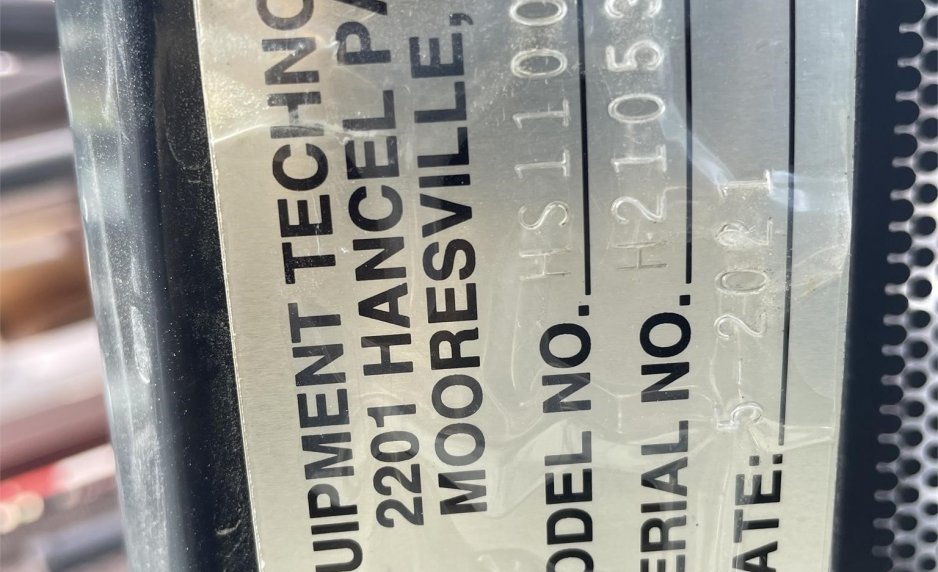 UIPMENT TECHNO
2201 HANCEL PA
MOORESVILLE,
ODEL NO. HS1100
ERIAL NO. H21053
ATE: 5-2021